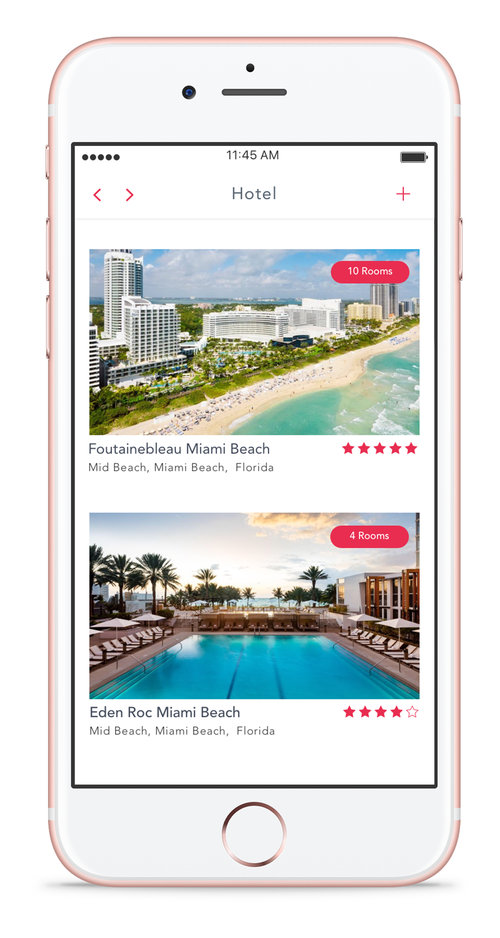 11:45 AM
Hotel
10 Rooms
Foutainebleau Miami Beach
Mid Beach, Miami Beach, Florida
4 Rooms
Eden Roc Miami Beach
Mid Beach, Miami Beach, Florida